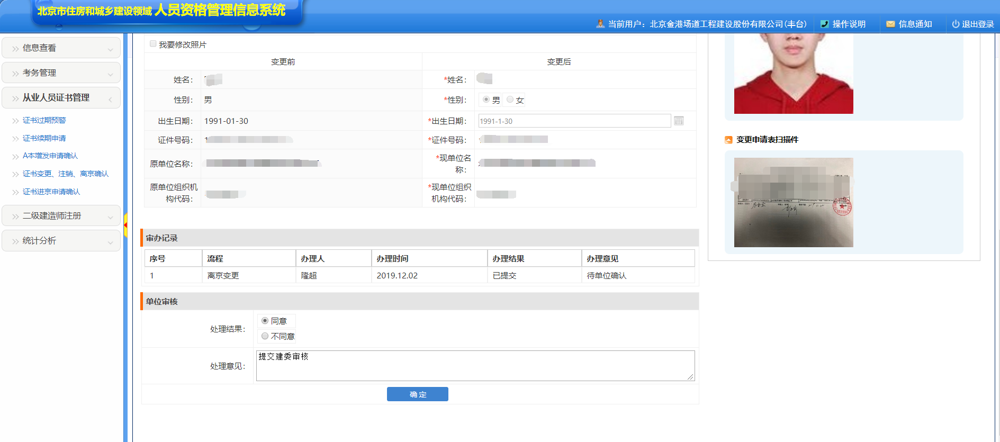 北京市住房和城乡建设领域 人员资格管理信息系统
当前用户：北京金港场道工程建设股份有限公司(丰台)
操作说明
信息通知
退出登录
信息查看
考务管理
从业人员证书管理
证书过期预警
证书续期申请
A本增发申请确认
证书变更、注销、离京确认
证书进京申请确认
二级建造师注册
统计分析
我要修改照片
变更前 变更后
姓名： *姓名：
性别： 男 *性别： 男 女
出生日期： 1991-01-30 *出生日期： 1991-1-30
证件号码： *证件号码：
原单位名称： *现单位名
称：
原单位组织机 *现单位组织
构代码： 机构代码：
审办记录
序号 流程 办理人 办理时间 办理结果 办理意见
1 离京变更 隆超 2019.12.02 已提交 待单位确认
单位审核
处理结果： 同意
不同意
处理意见： 提交建委审核
确 定
变更申请表扫描件